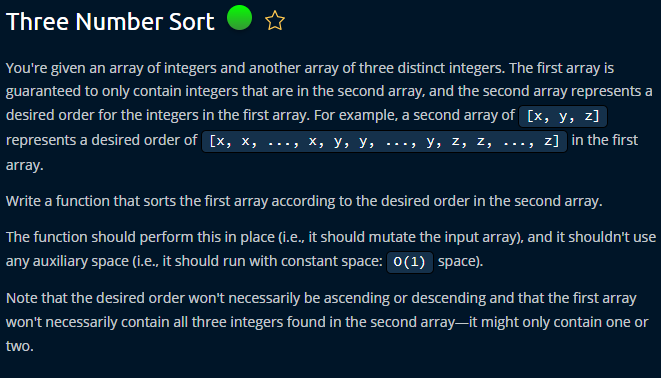 Three Number Sort
You're given an array of integers and another array of three distinct integers. The first array is
guaranteed to only contain integers that are in the second array, and the second array represents a
desired order for the integers in the first array. For example, a second array of [x, y, z]
represents a desired order of [x, x, ..., x, y, y, ..., y, z, z, ..., z] in the first
array.
Write a function that sorts the first array according to the desired order in the second array.
The function should perform this in place (i.e., it should mutate the input array), and it shouldn't use
any auxiliary space (i.e., it should run with constant space: O(1) space).
Note that the desired order won't necessarily be ascending or descending and that the first array
won't necessarily contain all three integers found in the second array—it might only contain one or
two.